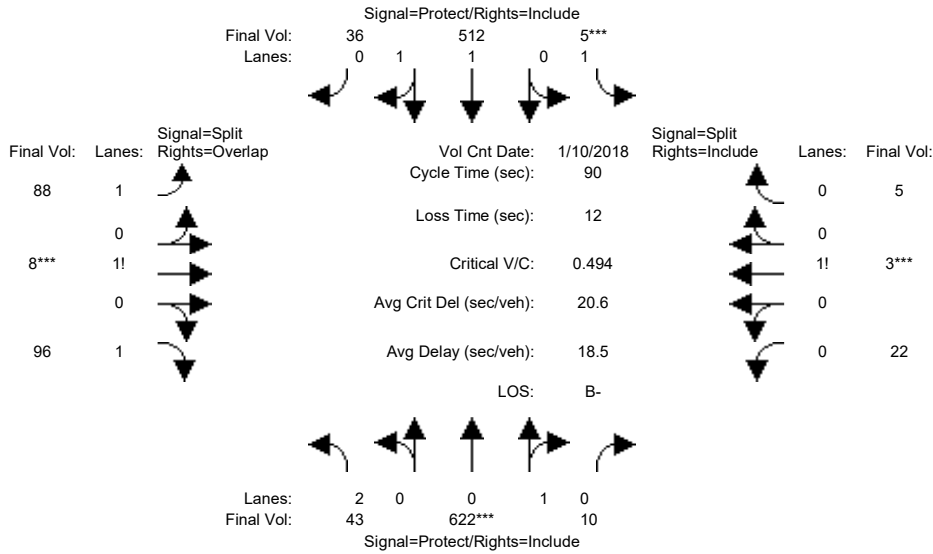 Signal=Protect/Rights=Include
Final Vol: 36 512 5***
Lanes: 0 1 1 0 1
Signal=Split
Final Vol: Lanes: Rights=Overlap
Vol Cnt Date: 1/10/2018
Signal=Split
Rights=Include Lanes: Final Vol:
Cycle Time (sec): 90
88 1
0 5
Loss Time (sec): 12
0
0
8*** 1!
Critical V/C: 0.494
1! 3***
0
Avg Crit Del (sec/veh): 20.6
0
96 1
Avg Delay (sec/veh): 18.5
0 22
LOS: B-
Lanes: 2 0 0 1 0
Final Vol: 43 622*** 10
Signal=Protect/Rights=Include